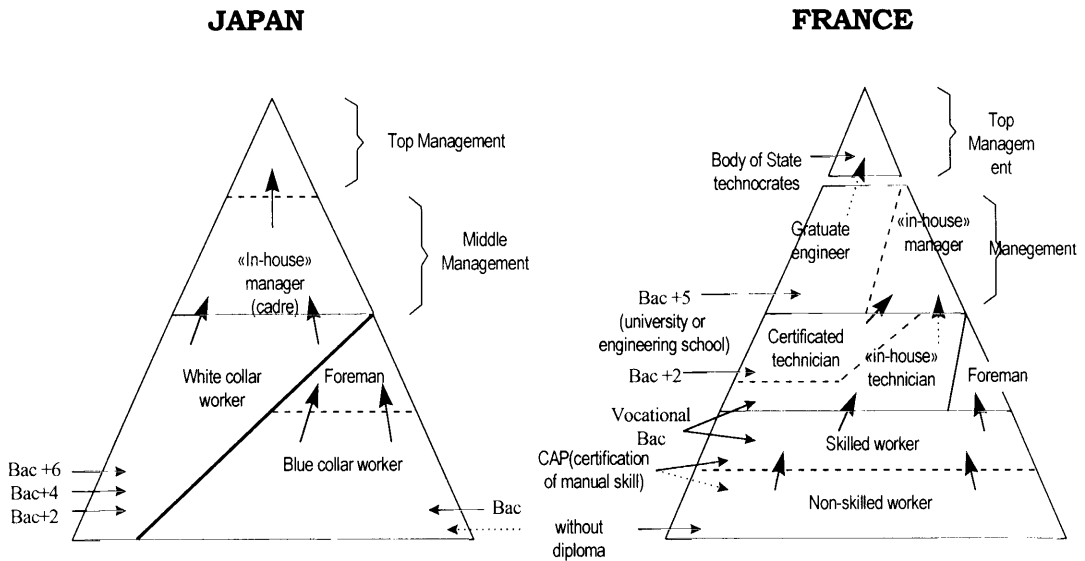 JAPAN
Top Management
Middle
Management
«In-house»
manager
(cadre)
White collar
worker
Foreman
Blue collar worker
Bac +6
Bac+4
Bac+2
Bac
without
diploma
FRANCE
Top
Managem
ent
Body of State
technocrates
Gratuate
engineer
«in-house»
manager
Manegement
Bac +5
(university or
engineering school)
Certificated
technician
«in-house»
technician
Foreman
Bac +2
Vocational
Bac
Skilled worker
CAP(certification
of manual skill)
Non-skilled worker